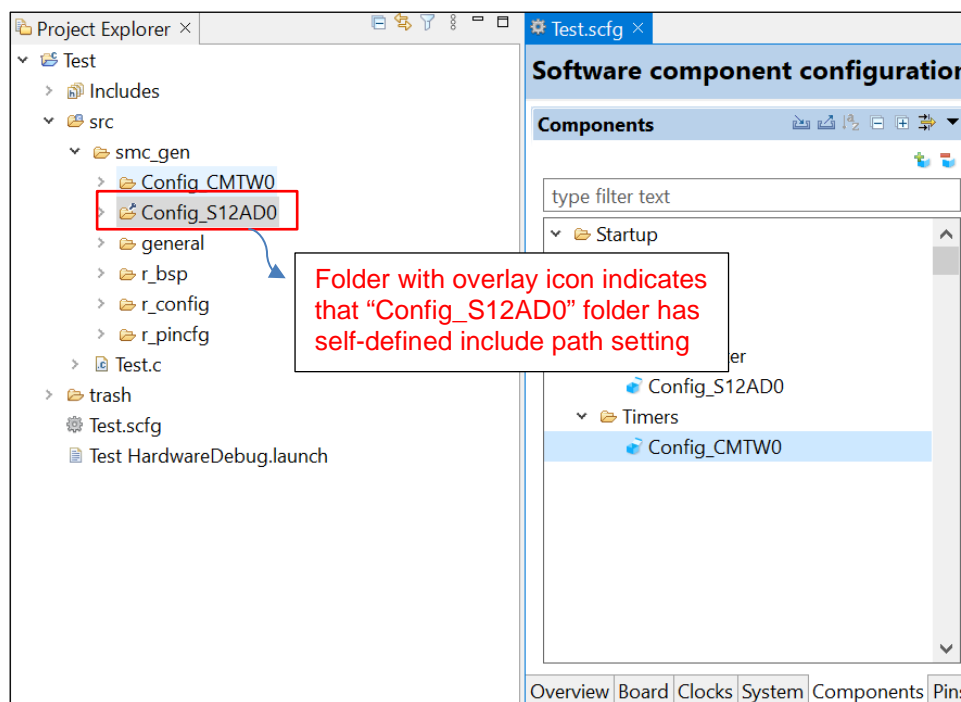 Project Explorer
Test
Includes
src
smc_gen
Config_CMTW0
Config_S12AD0
general
r_bsp
r_config
r_pincfg
Test.c
trash
Test.scfg
Test HardwareDebug.launch
Folder with overlay icon indicates
that “Config_S12AD0” folder has
self-defined include path setting
Test.scfg
Software component configuration
Components
type filter text
Startup
er
Config_S12AD0
Timers
Config_CMTW0
Overview Board Clocks System Components Pins